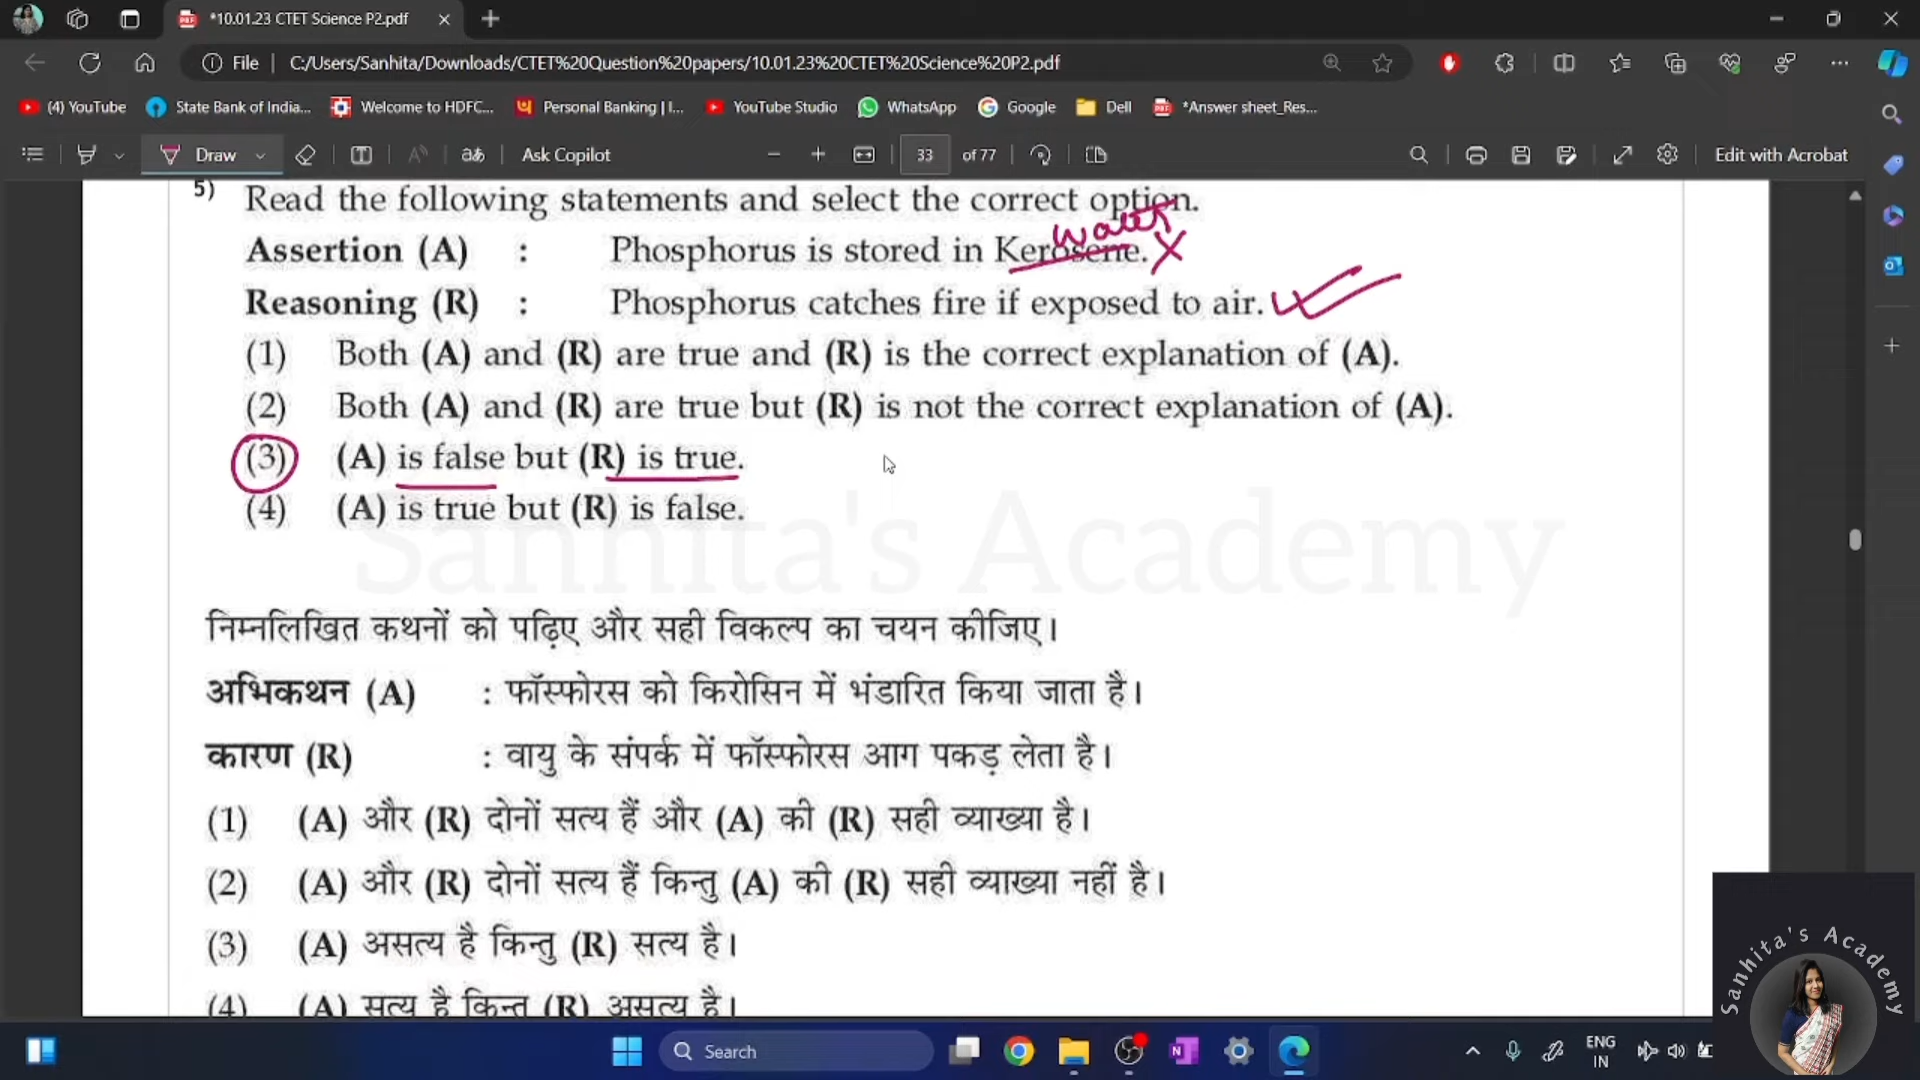 *10.01.23 CTET Science P2.pdf
File
C:/Users/Sanhita/Downloads/CTET%20Question%20papers/10.01.23%20CTET%20Science%20P2.pdf
(4) YouTube
State Bank of India...
Welcome to HDFC...
Personal Banking | I...
YouTube Studio
WhatsApp
Google
Dell
*Answer sheet_Res...
Draw
Ask Copilot
33 of 77
Edit with Acrobat
5) Read the following statements and select the correct option.
water
Assertion (A) : Phosphorus is stored in Kerosene. X
Reasoning (R) : Phosphorus catches fire if exposed to air.
(1) Both (A) and (R) are true and (R) is the correct explanation of (A).
(2) Both (A) and (R) are true but (R) is not the correct explanation of (A).
(3) (A) is false but (R) is true.
(4) (A) is true but (R) is false.
Sanhita's Academy
निम्नलिखित कथनों को पढ़िए और सही विकल्प का चयन कीजिए।
अभिकथन (A) : फॉस्फोरस को किरोसिन में भंडारित किया जाता है।
कारण (R) : वायु के संपर्क में फॉस्फोरस आग पकड़ लेता है।
(1) (A) और (R) दोनों सत्य हैं और (A) की (R) सही व्याख्या है।
(2) (A) और (R) दोनों सत्य हैं किन्तु (A) की (R) सही व्याख्या नहीं है।
(3) (A) असत्य है किन्तु (R) सत्य है।
(4) (A) सत्य है किन्तु (R) असत्य है।
Sanhita's Academy
Search
ENG
IN